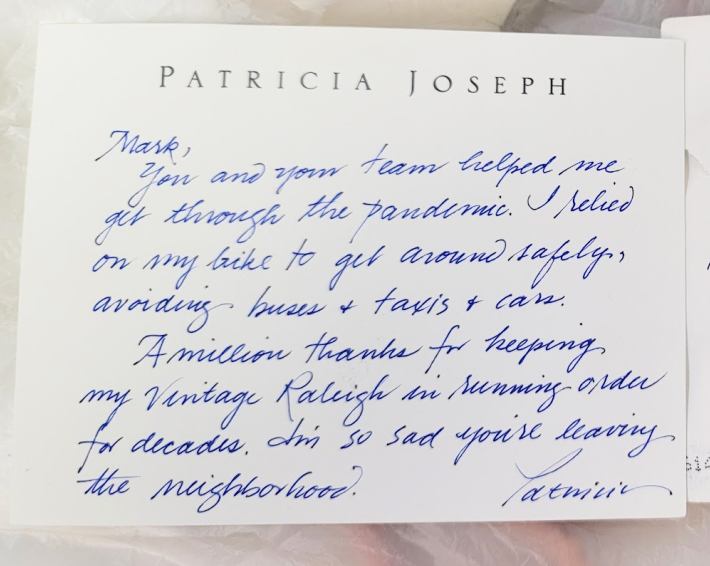 PATRICIA JOSEPH
Mark,
You and your team helped me
get through the pandemic. I relied
on my bike to get around safely,
avoiding buses & taxis & cars.
A million thanks for keeping
my Vintage Raleigh in running order
for decades. I'm so sad you're leaving
the neighborhood. Patricia